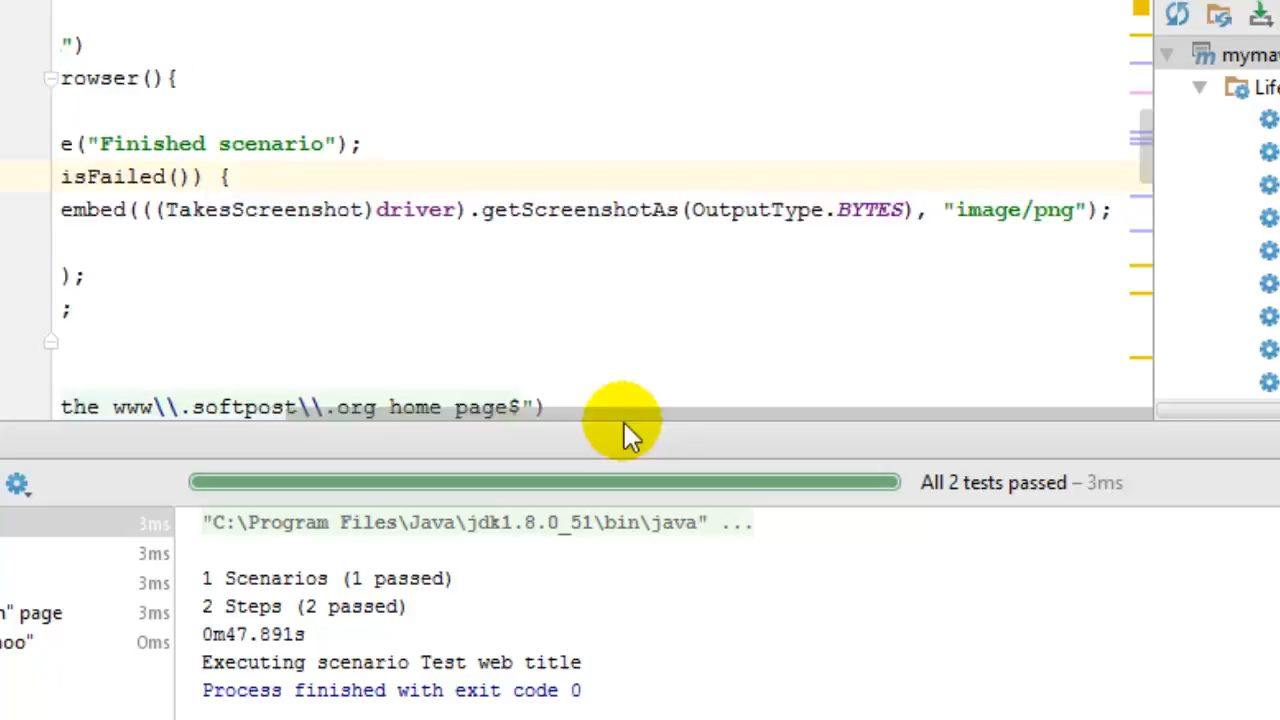 .")
rowser(){
e("Finished scenario");
isFailed()) {
embed(((TakesScreenshot)driver).getScreenshotAs(OutputType.BYTES), "image/png");
);
;
the www\\.softpost\\.org home page$")
mymav
Life
All 2 tests passed – 3ms
3ms
3ms
3ms
n" page 3ms
hoo" 0ms
"C:\Program Files\Java\jdk1.8.0_51\bin\java" ...
1 Scenarios (1 passed)
2 Steps (2 passed)
0m47.891s
Executing scenario Test web title
Process finished with exit code 0